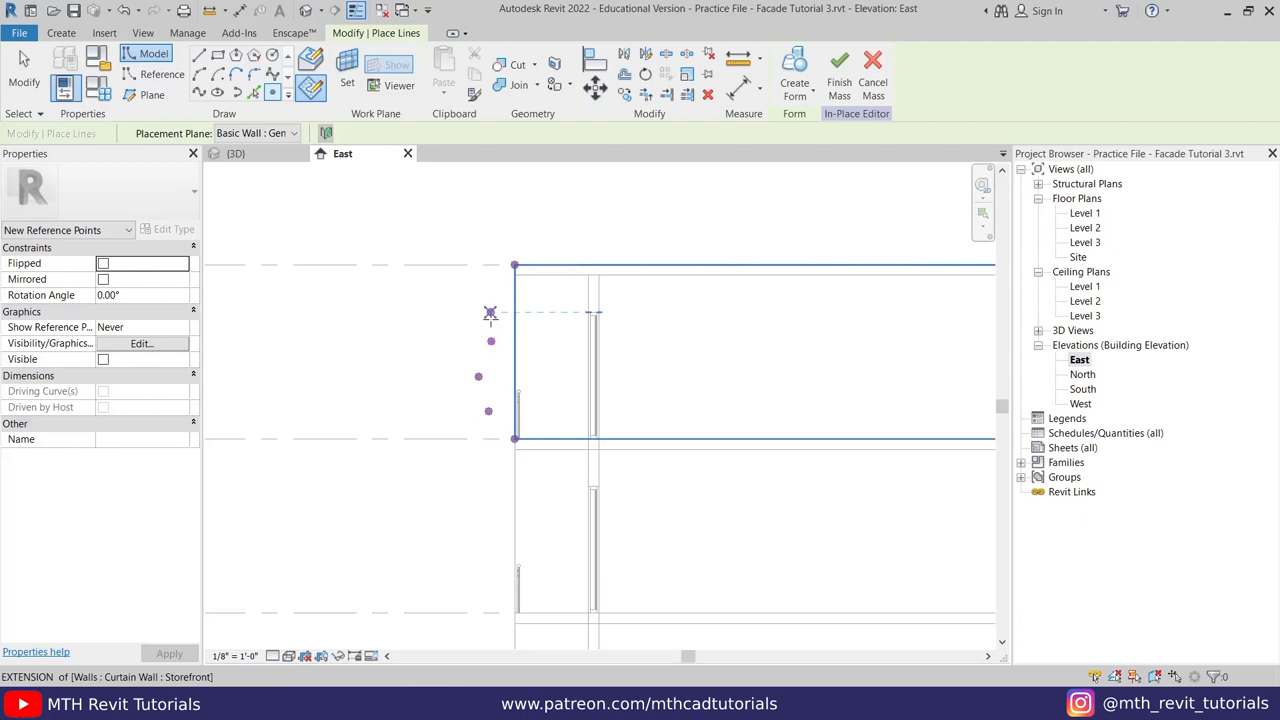 Autodesk Revit 2022 - Educational Version - Practice File - Facade Tutorial 3.rvt - Elevation: East
Sign In
File
Create
Insert
View
Manage
Add-Ins
Enscape™
Modify | Place Lines
Modify
Model
Reference
Plane
Set
Show
Viewer
Paste
Cut
Join
Create
Form
Finish
Mass
Cancel
Mass
Select
Properties
Draw
Work Plane
Clipboard
Geometry
Modify
Measure
Form
In-Place Editor
Modify | Place Lines
Placement Plane:
Basic Wall : Gen
Properties
(3D)
East
Project Browser - Practice File - Facade Tutorial 3.rvt
New Reference Points
Edit Type
Constraints
Flipped
Mirrored
Rotation Angle
0.00°
Graphics
Show Reference P...
Never
Visibility/Graphics...
Edit...
Visible
Dimensions
Driving Curve(s)
Driven by Host
Other
Name
Properties help
Apply
Views (all)
Structural Plans
Floor Plans
Level 1
Level 2
Level 3
Site
Ceiling Plans
Level 1
Level 2
Level 3
3D Views
Elevations (Building Elevation)
East
North
South
West
Legends
Schedules/Quantities (all)
Sheets (all)
Families
Groups
Revit Links
1/8" = 1'-0"
EXTENSION of [Walls : Curtain Wall : Storefront]
:0
MTH Revit Tutorials
www.patreon.com/mthcadtutorials
@mth_revit_tutorials